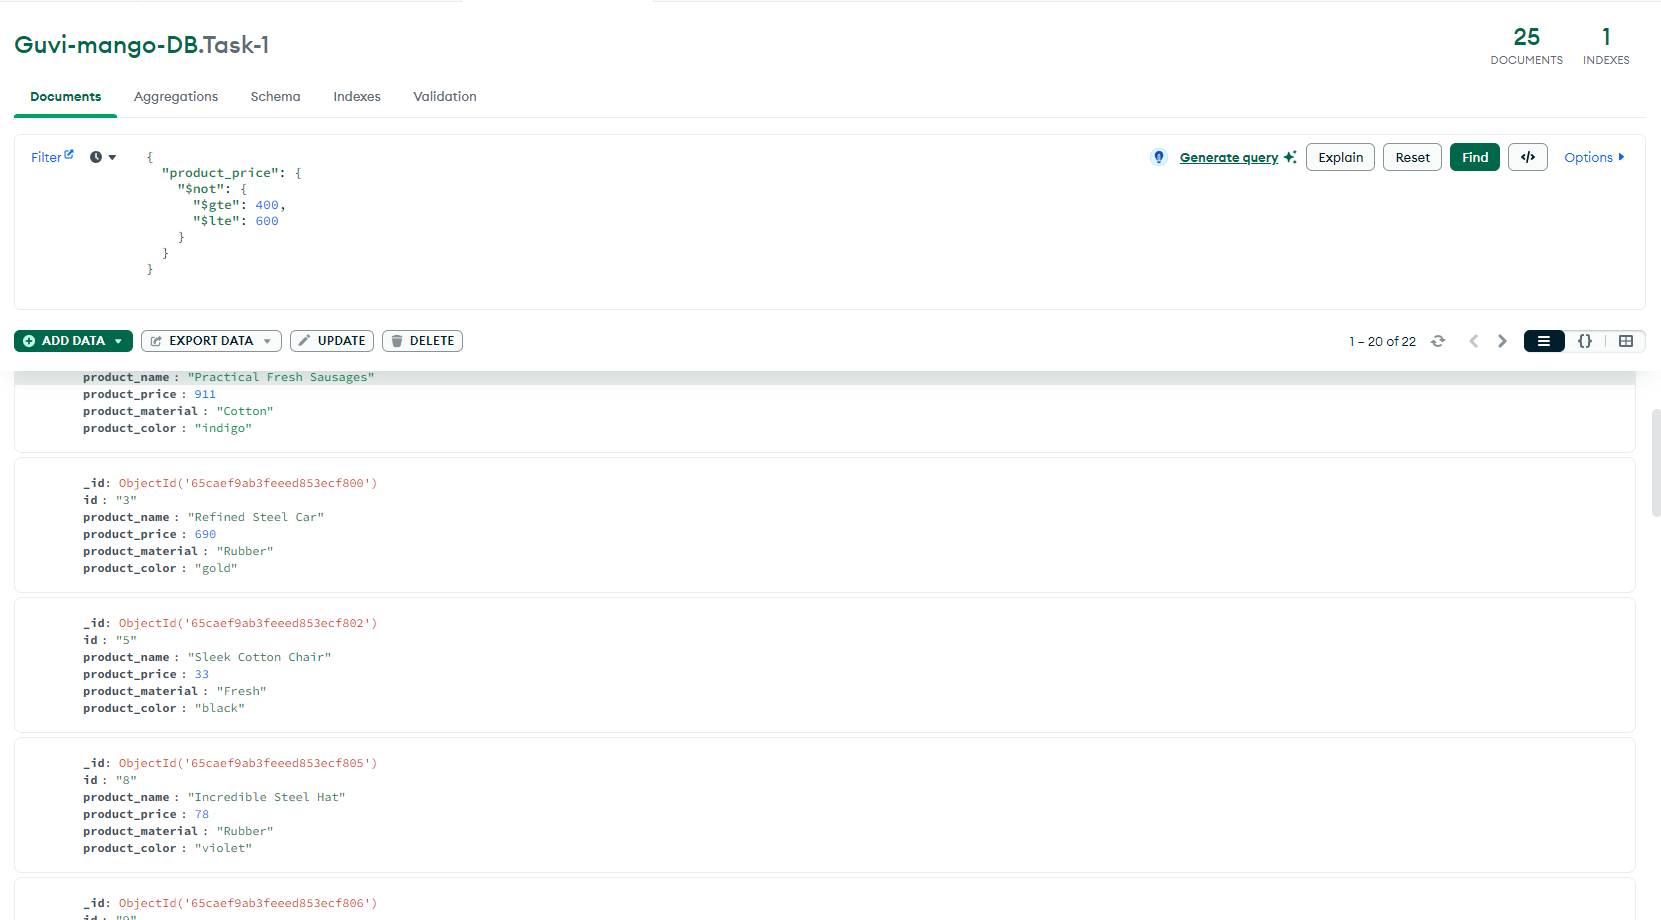 Guvi-mango-DB.Task-1
25
DOCUMENTS
1
INDEXES
Documents Aggregations Schema Indexes Validation
Filter
{
"product_price": {
"$not": {
"$gte": 400,
"$lte": 600
}
}
}
Generate query Explain Reset Find </> Options
ADD DATA EXPORT DATA UPDATE DELETE 1 – 20 of 22 {}
product_name : "Practical Fresh Sausages"
product_price : 911
product_material : "Cotton"
product_color : "indigo"
_id: ObjectId('65caef9ab3feeed853ecf800')
id : "3"
product_name : "Refined Steel Car"
product_price : 690
product_material : "Rubber"
product_color : "gold"
_id: ObjectId('65caef9ab3feeed853ecf802')
id : "5"
product_name : "Sleek Cotton Chair"
product_price : 33
product_material : "Fresh"
product_color : "black"
_id: ObjectId('65caef9ab3feeed853ecf805')
id : "8"
product_name : "Incredible Steel Hat"
product_price : 78
product_material : "Rubber"
product_color : "violet"
_id: ObjectId('65caef9ab3feeed853ecf806')
id : "9"